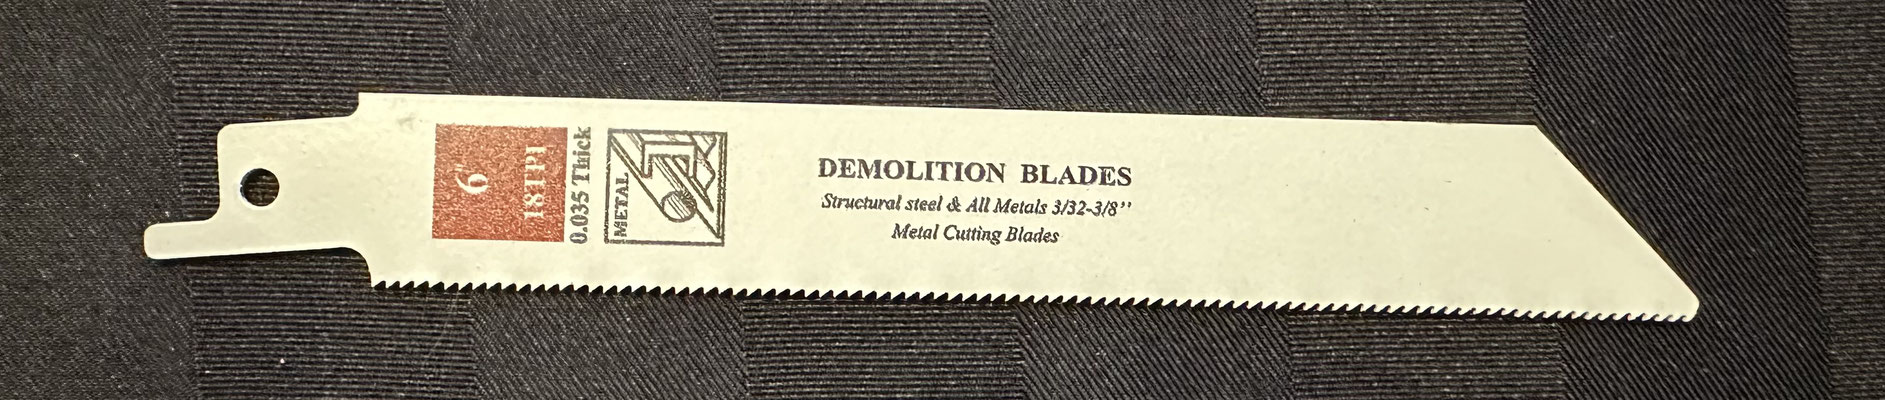 6"
18TPI
0.035 Thick
METAL
DEMOLITION BLADES
Structural steel & All Metals 3/32-3/8''
Metal Cutting Blades